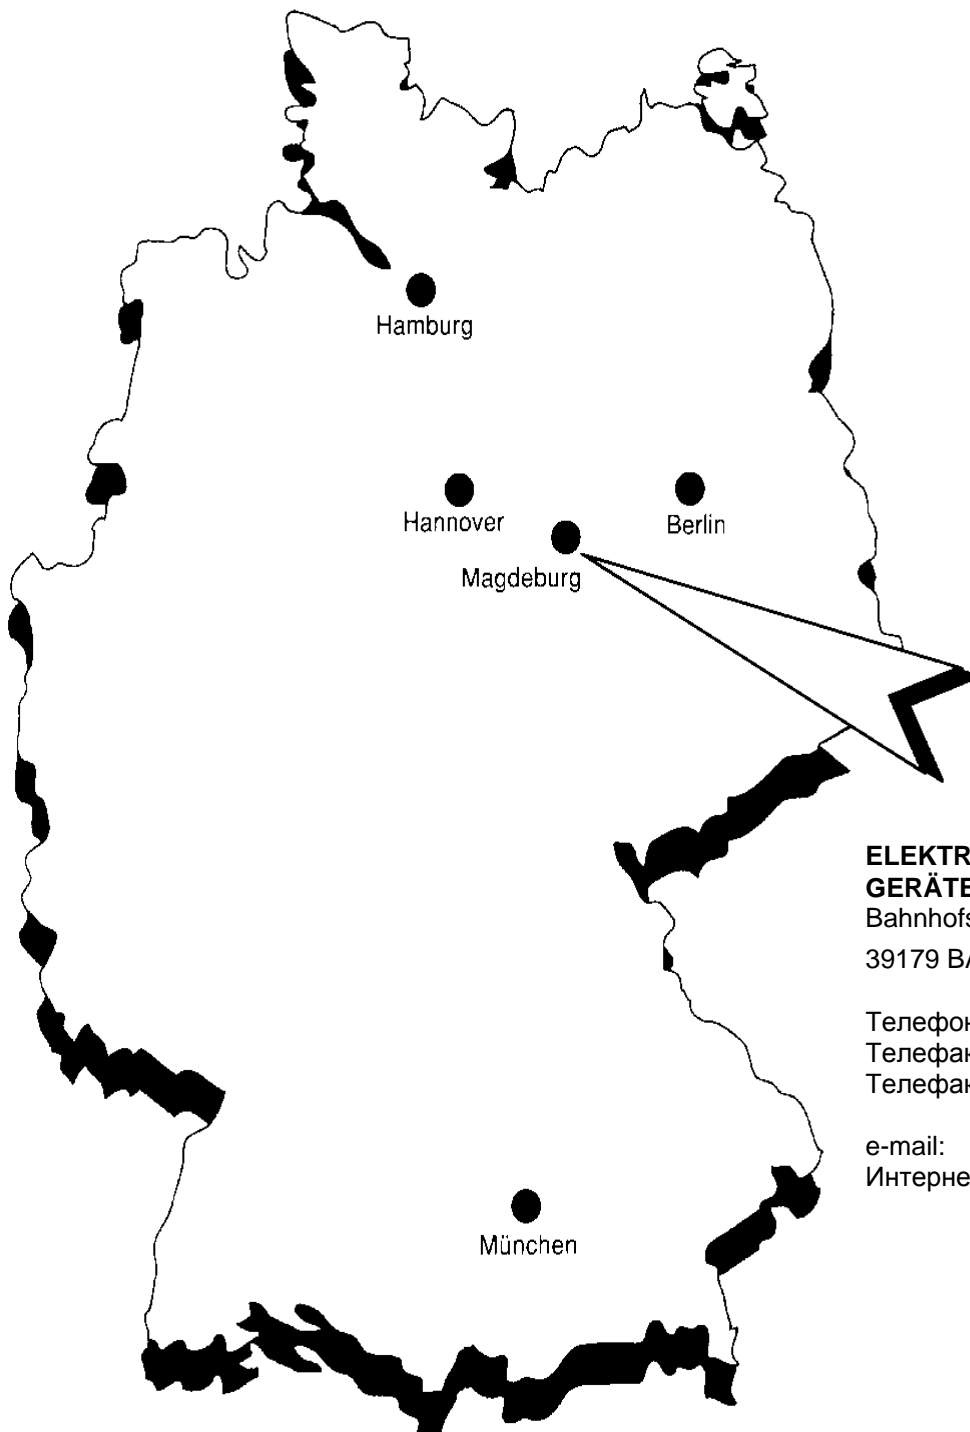 Hamburg
Hannover
Berlin
Magdeburg
München
ELEKTR
GERÄTE
Bahnhofs
39179 BA
Телефон
Телефак
Телефак
e-mail:
Интерне